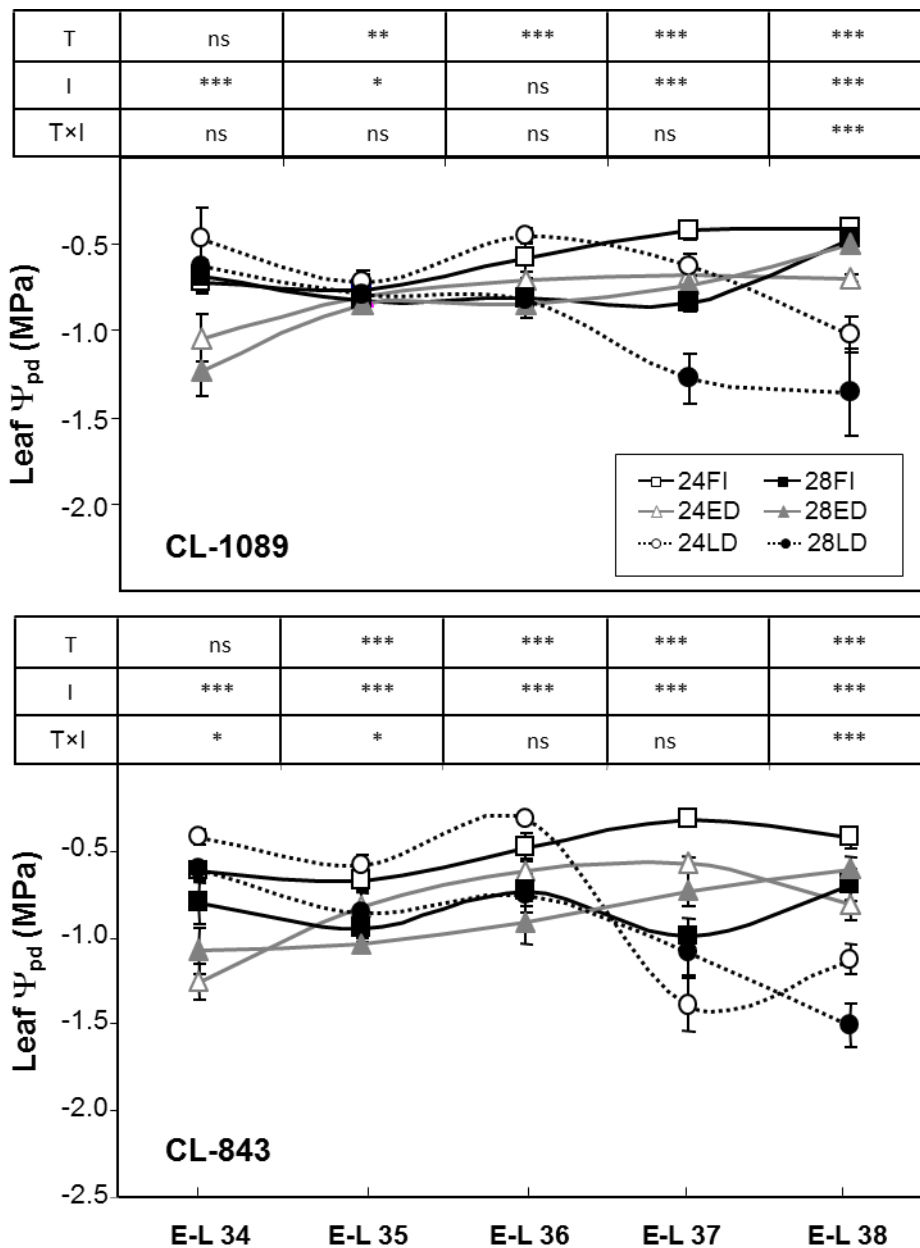 T ns ** *** *** ***
I *** * ns *** ***
T×I ns ns ns ns ***
-0.5
-1.0
-1.5
-2.0
Leaf Ψpd (MPa)
24FI 28FI
24ED 28ED
24LD 28LD
CL-1089
T ns *** *** *** ***
I *** *** *** *** ***
T×I * * ns ns ***
-0.5
-1.0
-1.5
-2.0
-2.5
Leaf Ψpd (MPa)
CL-843
E-L 34 E-L 35 E-L 36 E-L 37 E-L 38